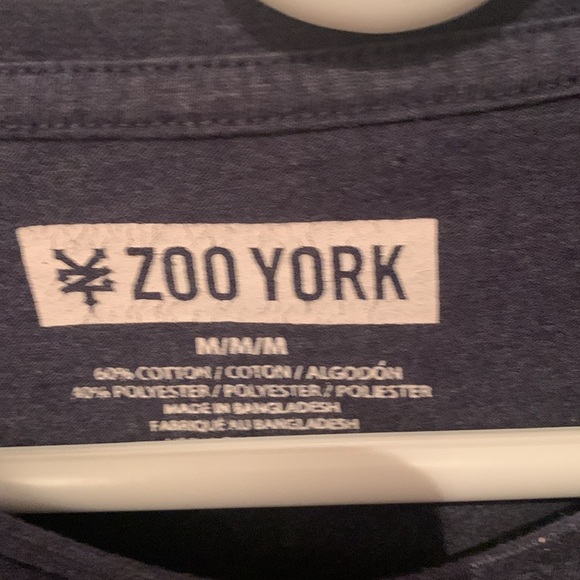 ZOO YORK
M/M/M
60% COTTON / COTON / ALGODÓN
40% POLYESTER / POLYESTER / POLIESTER
MADE IN BANGLADESH
FABRIQUÉ AU BANGLADESH